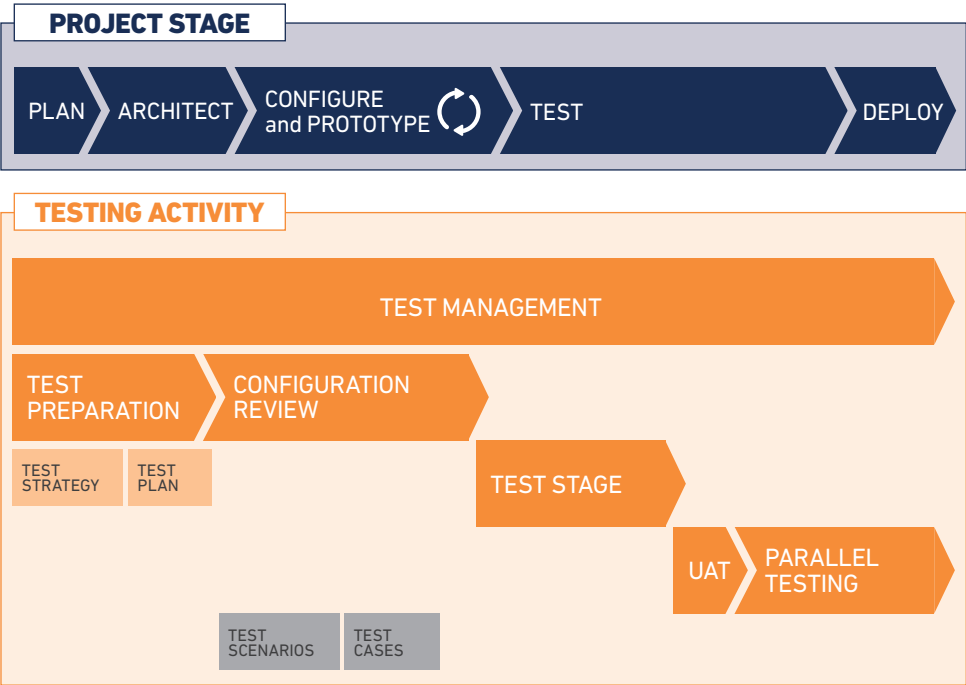 PROJECT STAGE
PLAN
ARCHITECT
CONFIGURE
and PROTOTYPE
TEST
DEPLOY
TESTING ACTIVITY
TEST MANAGEMENT
TEST
PREPARATION
CONFIGURATION
REVIEW
TEST
STRATEGY
TEST
PLAN
TEST STAGE
UAT
PARALLEL
TESTING
TEST
SCENARIOS
TEST
CASES